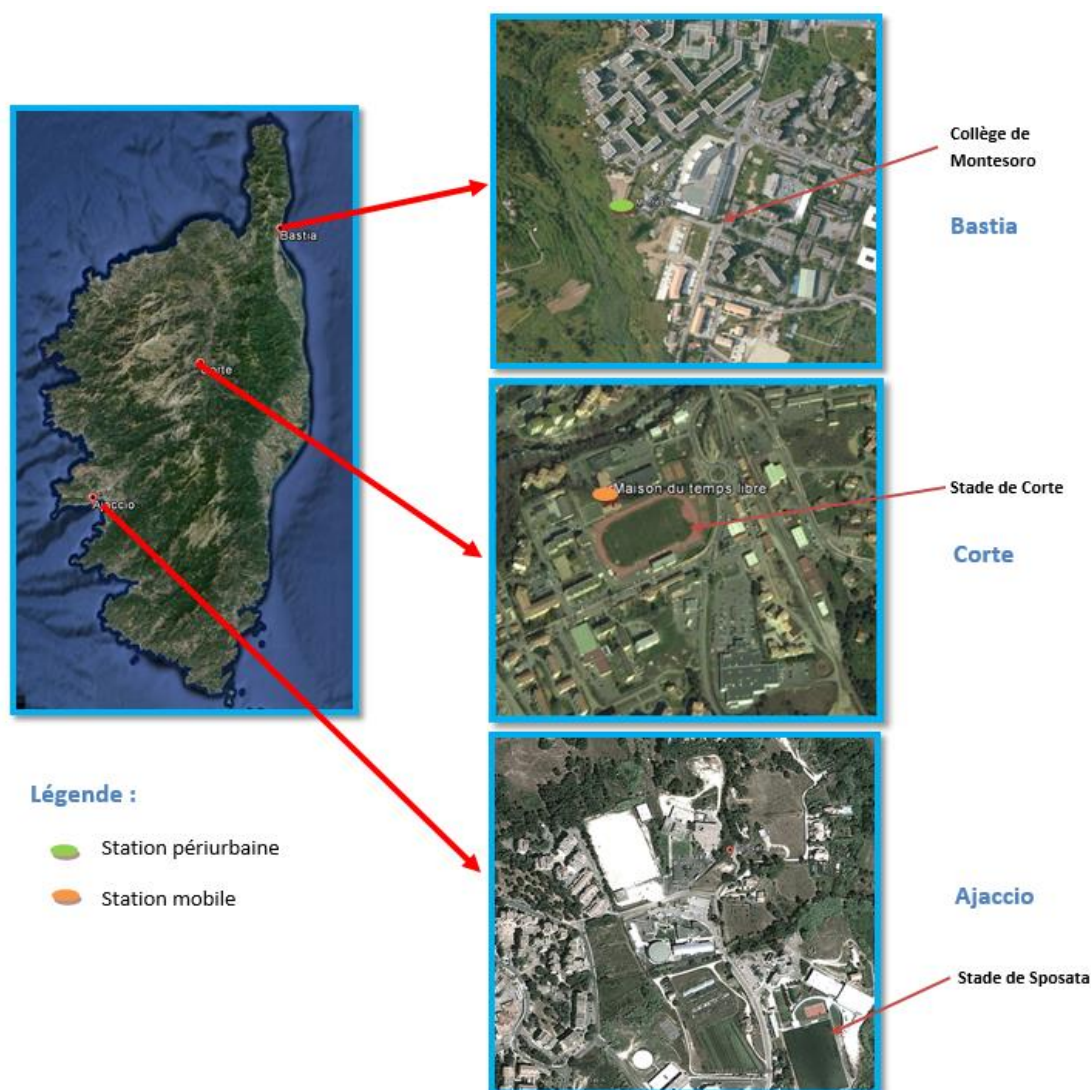 Collège de
Montesoro
Bastia
Bastia
Corte
Maison du temps libre
Stade de Corte
Corte
Ajaccio
Légende :
Station périurbaine
Station mobile
Ajaccio
Stade de Sposata